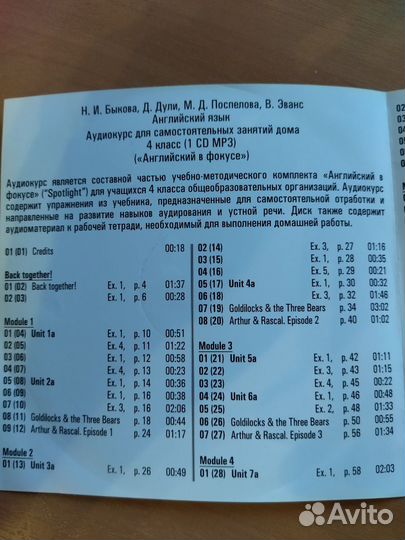 Н. И. Быкова, Д. Дули, М. Д. Поспелова, В. Эванс
Английский язык
Аудиокурс для самостоятельных занятий дома
4 класс (1 CD MP3)
(«Английский в фокусе»)
Аудиокурс является составной частью учебно-методического комплекта «Английский в
фокусе» ("Spotlight") для учащихся 4 класса общеобразовательных организаций. Аудиокурс
содержит упражнения из учебника, предназначенные для самостоятельной отработки и
направленные на развитие навыков аудирования и устной речи. Диск также содержит
аудиоматериал к рабочей тетради, необходимый для выполнения домашней работы.
01 (01) Credits 00:18
Back together!
01 (02) Back together! Ex. 1, p. 4 01:37
02 (03) Ex. 1, p. 6 00:28
Module 1
01 (04) Unit 1a Ex. 1, p. 10 00:51
02 (05) Ex. 4, p. 11 01:22
03 (06) Ex. 1, p. 12 00:58
04 (07) Ex. 4, p. 13 00:23
05 (08) Unit 2a Ex. 1, p. 14 00:36
06 (09) Ex. 1, p. 16 00:38
07 (10) Ex. 3, p. 16 02:06
08 (11) Goldilocks & the Three Bears p. 18 00:44
09 (12) Arthur & Rascal. Episode 1 p. 24 01:17
Module 2
01 (13) Unit 3a Ex. 1, p. 26 00:49
02 (14) Ex. 3, p. 27 01:16
03 (15) Ex. 1, p. 28 00:35
04 (16) Ex. 5, p. 29 00:21
05 (17) Unit 4a Ex. 1, p. 30 00:32
06 (18) Ex. 3, p. 32 01:46
07 (19) Goldilocks & the Three Bears p. 34 03:02
08 (20) Arthur & Rascal. Episode 2 p. 40 01:02
Module 3
01 (21) Unit 5a Ex. 1, p. 42 01:11
02 (22) Ex. 3, p. 43 01:15
03 (23) Ex. 4, p. 45 00:22
04 (24) Unit 6a Ex. 1, p. 46 00:48
05 (25) Ex. 2, p. 48 01:33
06 (26) Goldilocks & the Three Bears p. 50 00:55
07 (27) Arthur & Rascal. Episode 3 p. 56 01:34
Module 4
01 (28) Unit 7a Ex. 1, p. 58 02:03
Avito